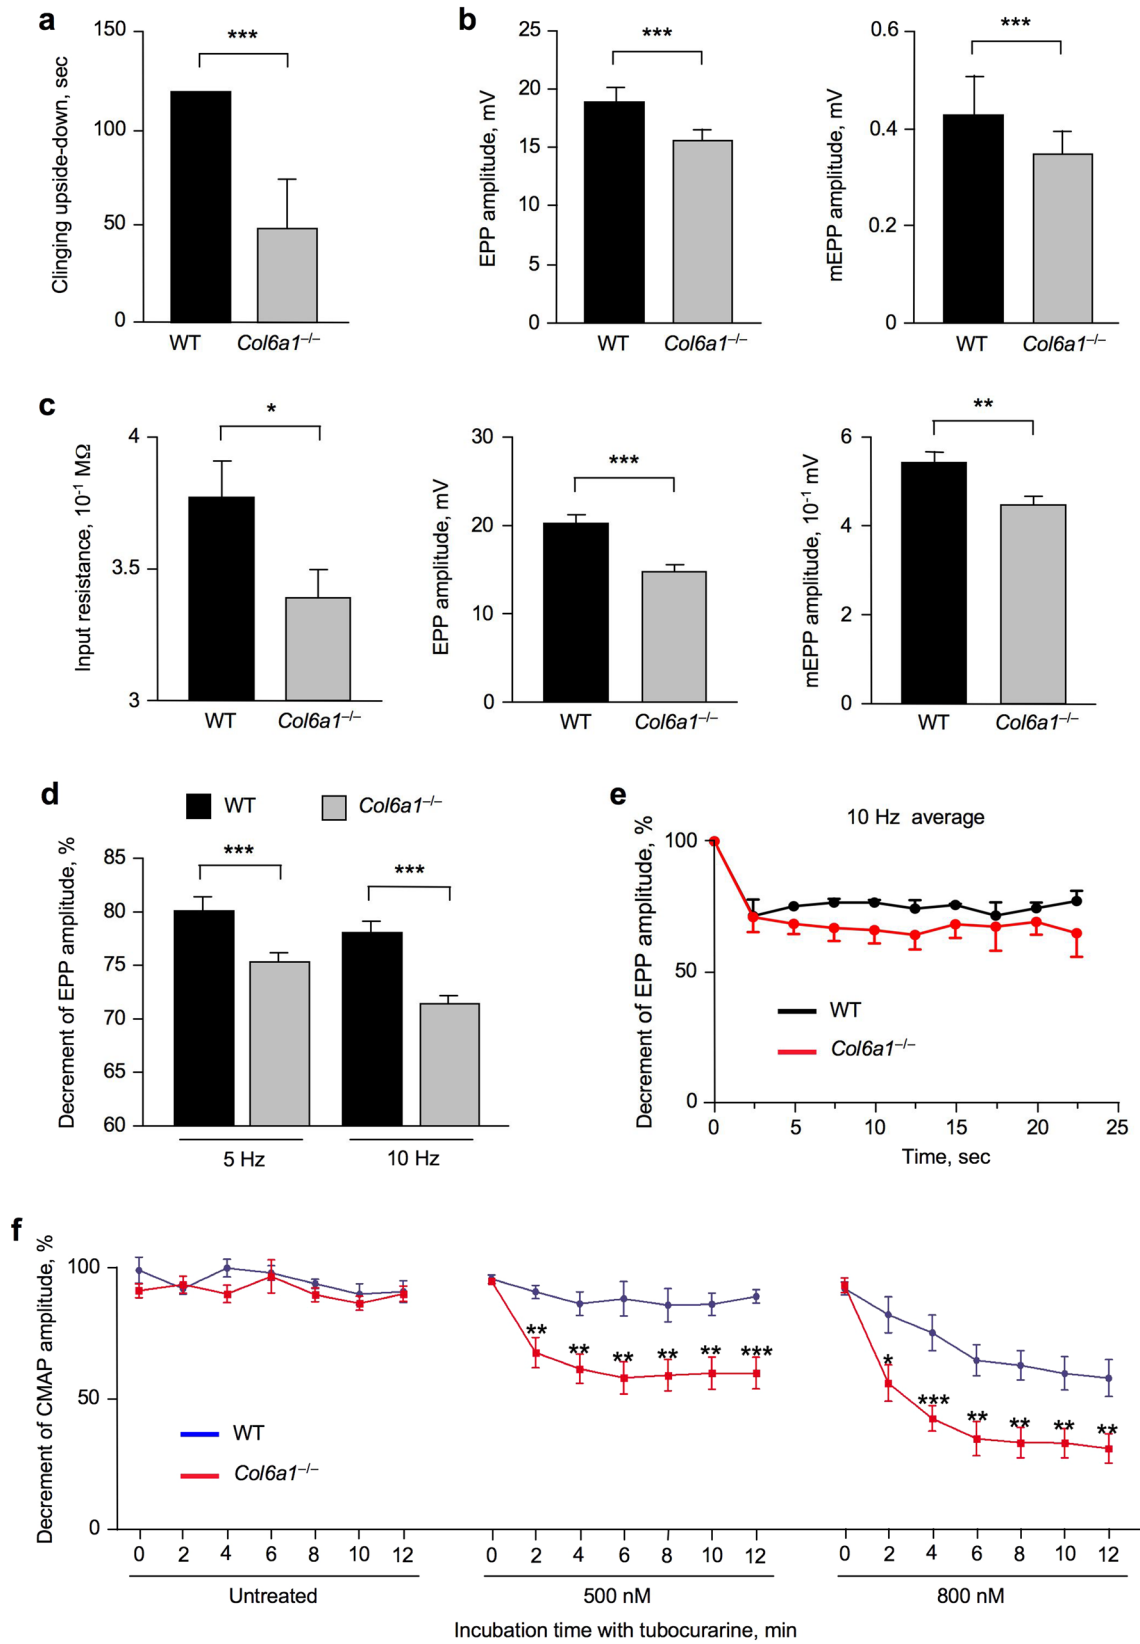 a
Clinging upside-down, sec
150
100
50
0
***
WT
Col6a1–/–
b
EPP amplitude, mV
25
20
15
10
5
0
***
WT
Col6a1–/–
mEPP amplitude, mV
0.6
0.4
0.2
0
***
WT
Col6a1–/–
c
Input resistance, 10-1 MΩ
4
3.5
3
*
WT
Col6a1–/–
EPP amplitude, mV
30
20
10
0
***
WT
Col6a1–/–
mEPP amplitude, 10-1 mV
6
4
2
0
**
WT
Col6a1–/–
d
WT
Col6a1–/–
Decrement of EPP amplitude, %
85
80
75
70
65
60
***
***
5 Hz
10 Hz
e
10 Hz average
Decrement of EPP amplitude, %
100
50
0
WT
Col6a1–/–
0 5 10 15 20 25
Time, sec
f
Decrement of CMAP amplitude, %
100
50
0
WT
Col6a1–/–
** ** ** ** ** ***
* *** ** ** ** **
0 2 4 6 8 10 12
0 2 4 6 8 10 12
0 2 4 6 8 10 12
Untreated
500 nM
800 nM
Incubation time with tubocurarine, min